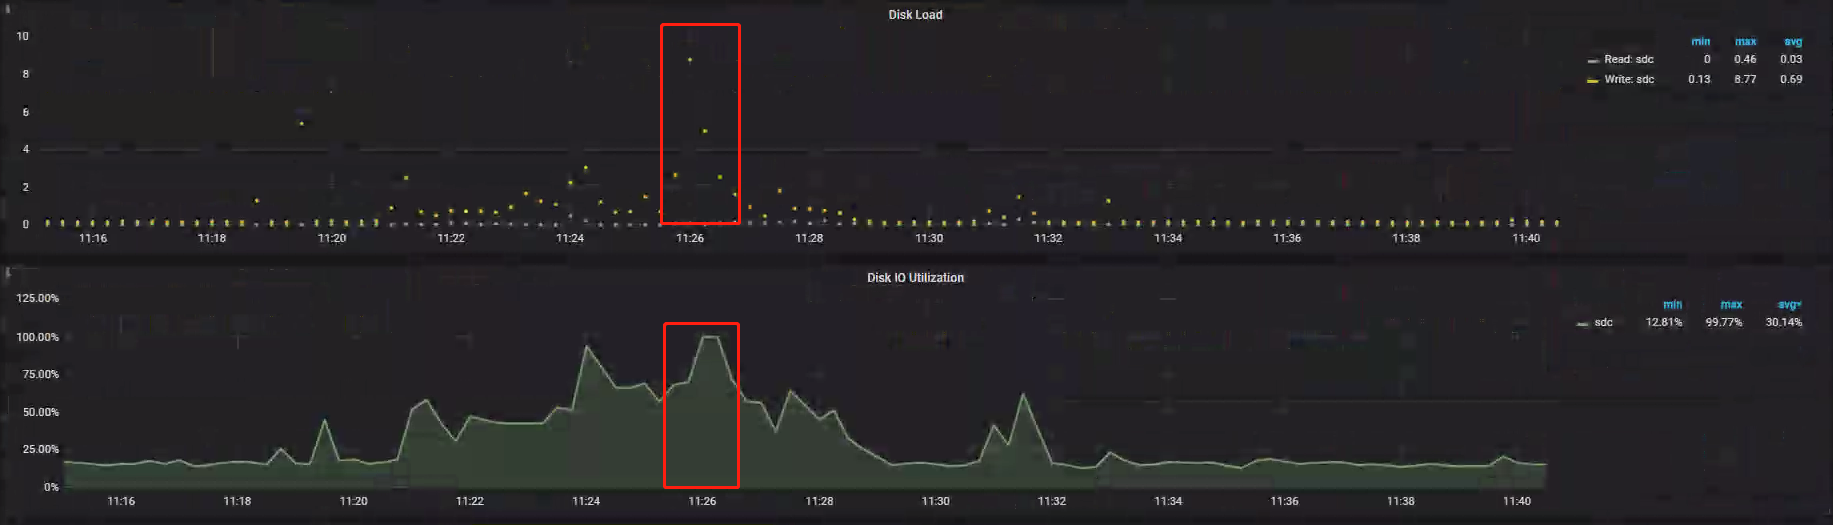 Disk Load
10
8
6
4
2
0
11:16 11:18 11:20 11:22 11:24 11:26 11:28 11:30 11:32 11:34 11:36 11:38 11:40
min max avg
Read: sdc 0 0.46 0.03
Write: sdc 0.13 8.77 0.69
Disk IO Utilization
125.00%
100.00%
75.00%
50.00%
25.00%
0%
11:16 11:18 11:20 11:22 11:24 11:26 11:28 11:30 11:32 11:34 11:36 11:38 11:40
min max avg
sdc 12.81% 99.77% 30.14%